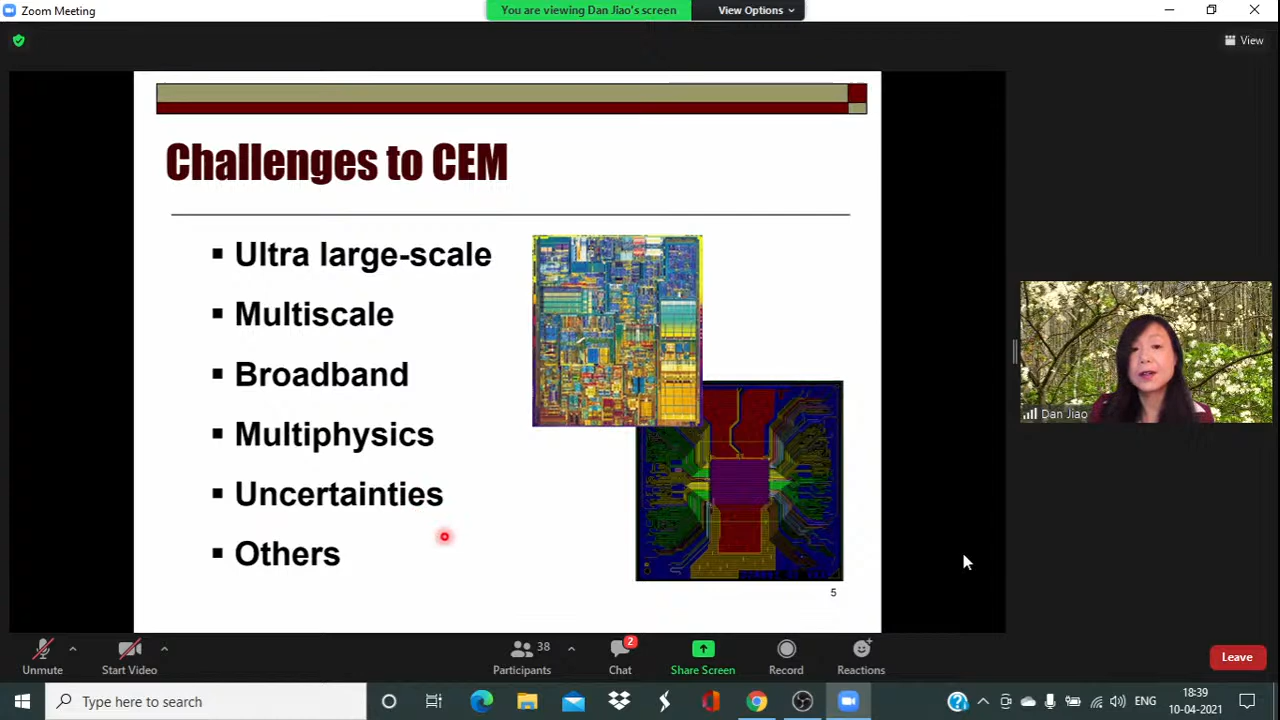 Zoom Meeting
You are viewing Dan Jiao's screen
View Options
View
Challenges to CEM
Ultra large-scale
Multiscale
Broadband
Multiphysics
Uncertainties
Others
5
Dan Jiao
Unmute
Start Video
Participants
38
Chat
2
Share Screen
Record
Reactions
Leave
Type here to search
ENG
18:39
10-04-2021